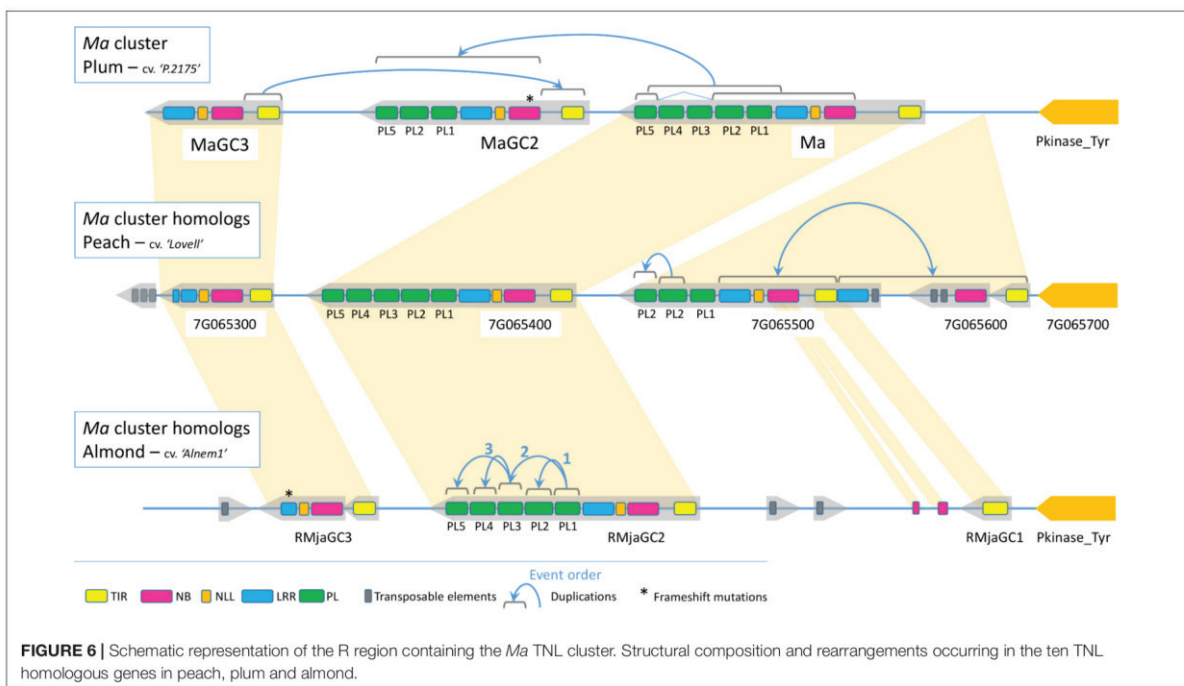 Ma cluster
Plum – cv. 'P.2175'
*
PL5 PL2 PL1
PL5 PL4 PL3 PL2 PL1
MaGC3
MaGC2
Ma
Pkinase_Tyr
Ma cluster homologs
Peach – cv. 'Lovell'
PL5 PL4 PL3 PL2 PL1
PL2 PL2 PL1
7G065300
7G065400
7G065500
7G065600
7G065700
Ma cluster homologs
Almond – cv. 'Alnem1'
3 2 1
*
PL5 PL4 PL3 PL2 PL1
RMjaGC3
RMjaGC2
RMjaGC1
Pkinase_Tyr
Event order
TIR NB NLL LRR PL Transposable elements Duplications * Frameshift mutations
FIGURE 6 | Schematic representation of the R region containing the Ma TNL cluster. Structural composition and rearrangements occurring in the ten TNL
homologous genes in peach, plum and almond.